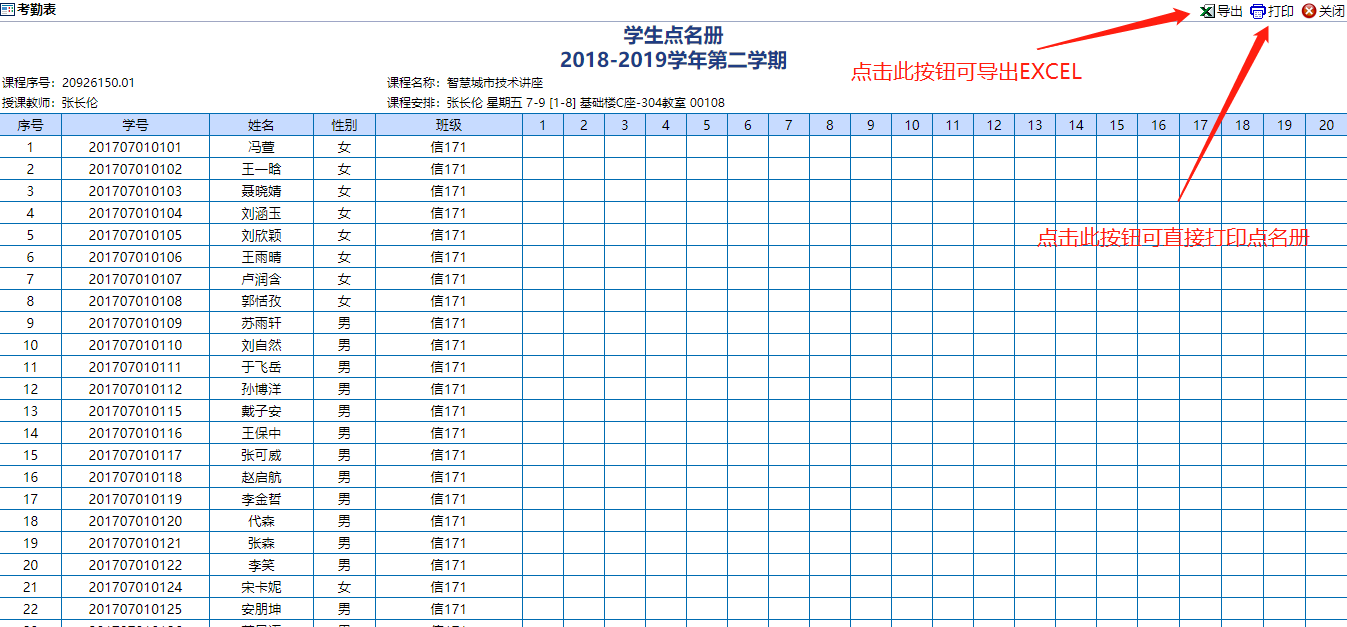 考勤表 导出 打印 关闭
学生点名册
2018-2019学年第二学期
点击此按钮可导出EXCEL
课程序号：20926150.01 课程名称：智慧城市技术讲座
授课教师：张长伦 课程安排：张长伦 星期五 7-9 [1-8] 基础楼C座-304教室 00108
序号 学号 姓名 性别 班级 1 2 3 4 5 6 7 8 9 10 11 12 13 14 15 16 17 18 19 20
1 201707010101 冯萱 女 信171
2 201707010102 王一晗 女 信171
3 201707010103 聂晓婧 女 信171
4 201707010104 刘涵玉 女 信171
5 201707010105 刘欣颖 女 信171
点击此按钮可直接打印点名册
6 201707010106 王雨晴 女 信171
7 201707010107 卢润含 女 信171
8 201707010108 郭恬孜 女 信171
9 201707010109 苏雨轩 男 信171
10 201707010110 刘自然 男 信171
11 201707010111 于飞岳 男 信171
12 201707010112 孙博洋 男 信171
13 201707010115 戴子安 男 信171
14 201707010116 王保中 男 信171
15 201707010117 张可威 男 信171
16 201707010118 赵启航 男 信171
17 201707010119 李金哲 男 信171
18 201707010120 代森 男 信171
19 201707010121 张森 男 信171
20 201707010122 李笑 男 信171
21 201707010124 宋卡妮 女 信171
22 201707010125 安朋坤 男 信171